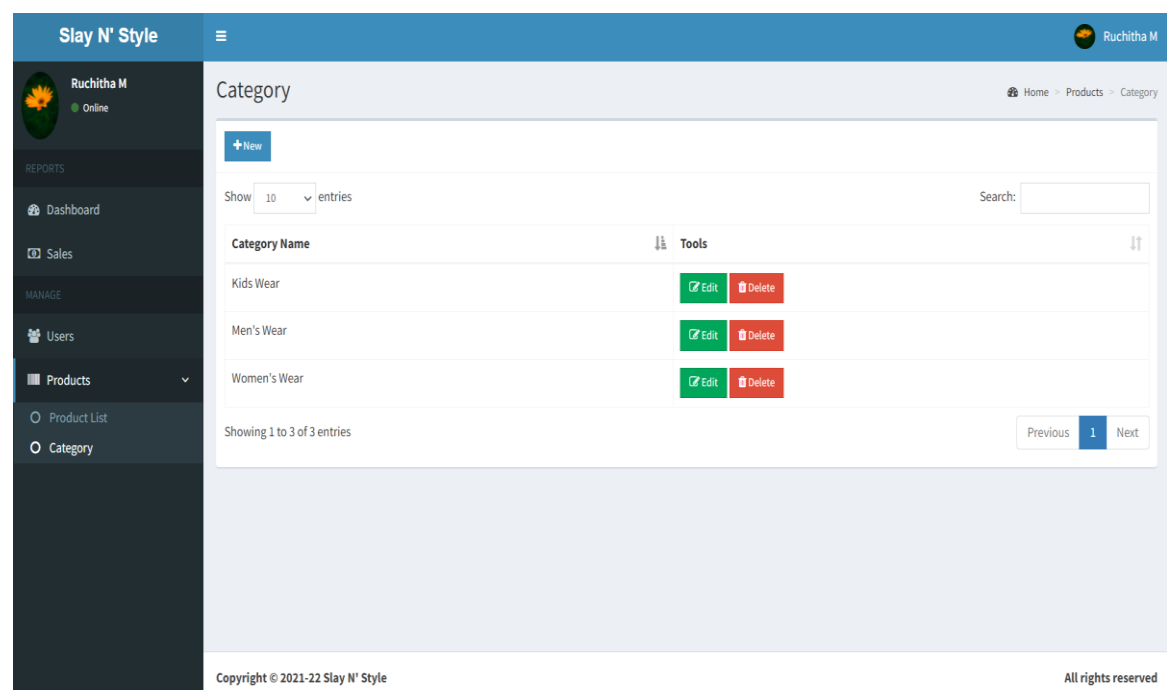 Slay N' Style
Ruchitha M
Ruchitha M
Online
REPORTS
Dashboard
Sales
MANAGE
Users
Products
Product List
Category
Category
Home > Products > Category
New
Show 10 entries
Search:
Category Name Tools
Kids Wear Edit Delete
Men's Wear Edit Delete
Women's Wear Edit Delete
Showing 1 to 3 of 3 entries
Previous 1 Next
Copyright © 2021-22 Slay N' Style
All rights reserved